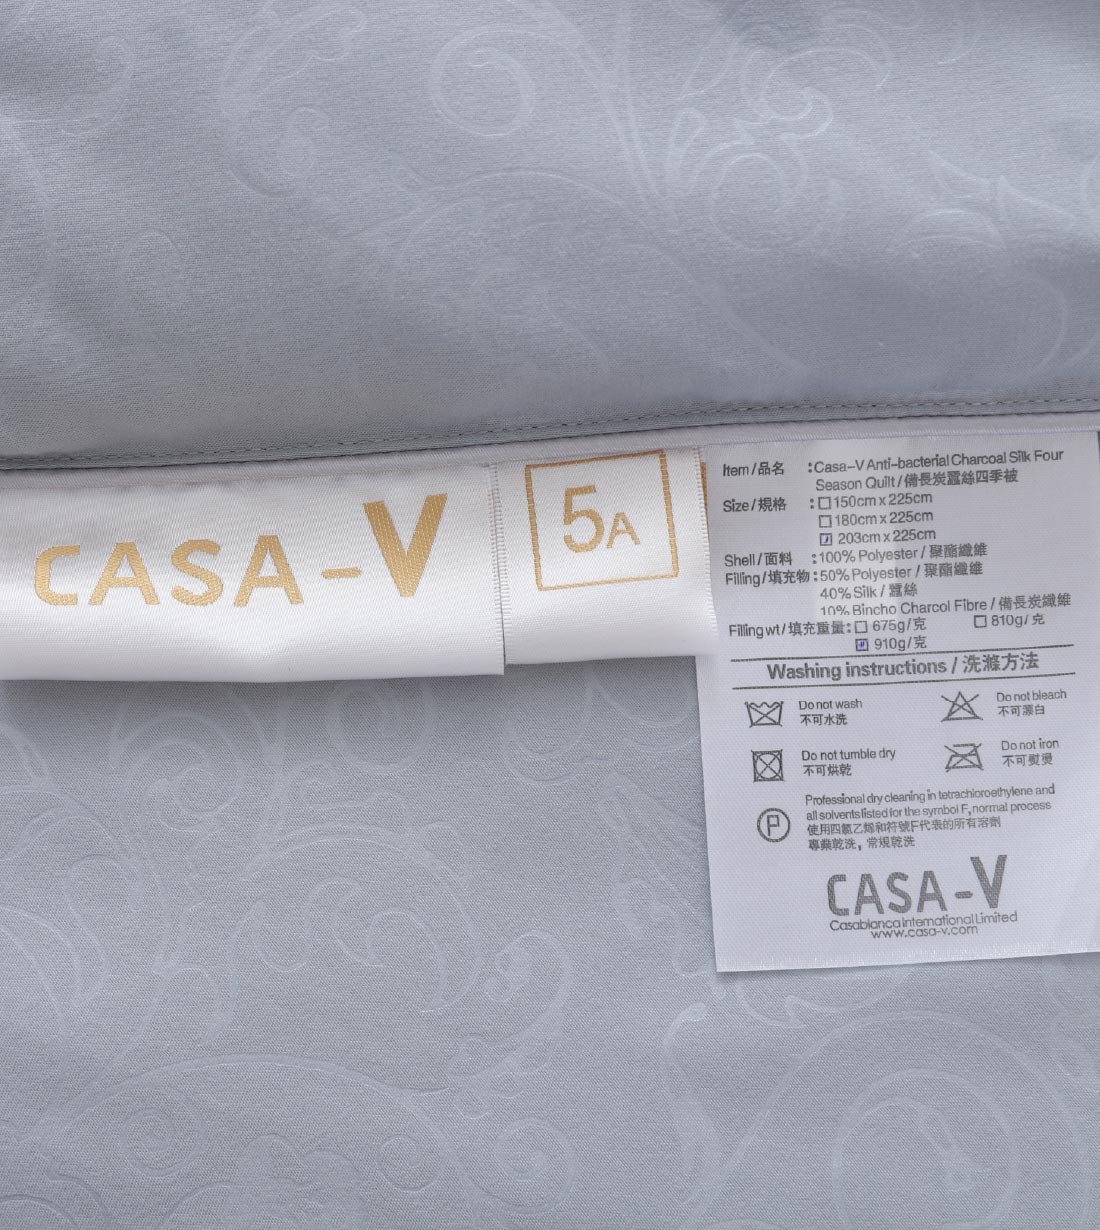 CASA-V
5A
Item/品名 :Casa-V Anti-bacterial Charcoal Silk Four
Season Quilt/備長炭蠶絲四季被
Size/規格 : 150cm x 225cm
180cm x 225cm
203cm x 225cm
Shell/面料 :100% Polyester / 聚酯纖維
Filling/填充物:50% Polyester / 聚酯纖維
40% Silk / 蠶絲
10% Bincho Charcol Fibre / 備長炭纖維
Filling wt/填充重量: 675g/克 810g/克
910g/克
Washing instructions / 洗滌方法
Do not wash
不可水洗
Do not bleach
不可漂白
Do not tumble dry
不可烘乾
Do not iron
不可熨燙
P
Professional dry cleaning in tetrachloroethylene and
all solvents listed for the symbol F, normal process
使用四氯乙烯和符號F代表的所有溶劑
專業乾洗，常規乾洗
CASA-V
Casablanca International Limited
www.casa-v.com